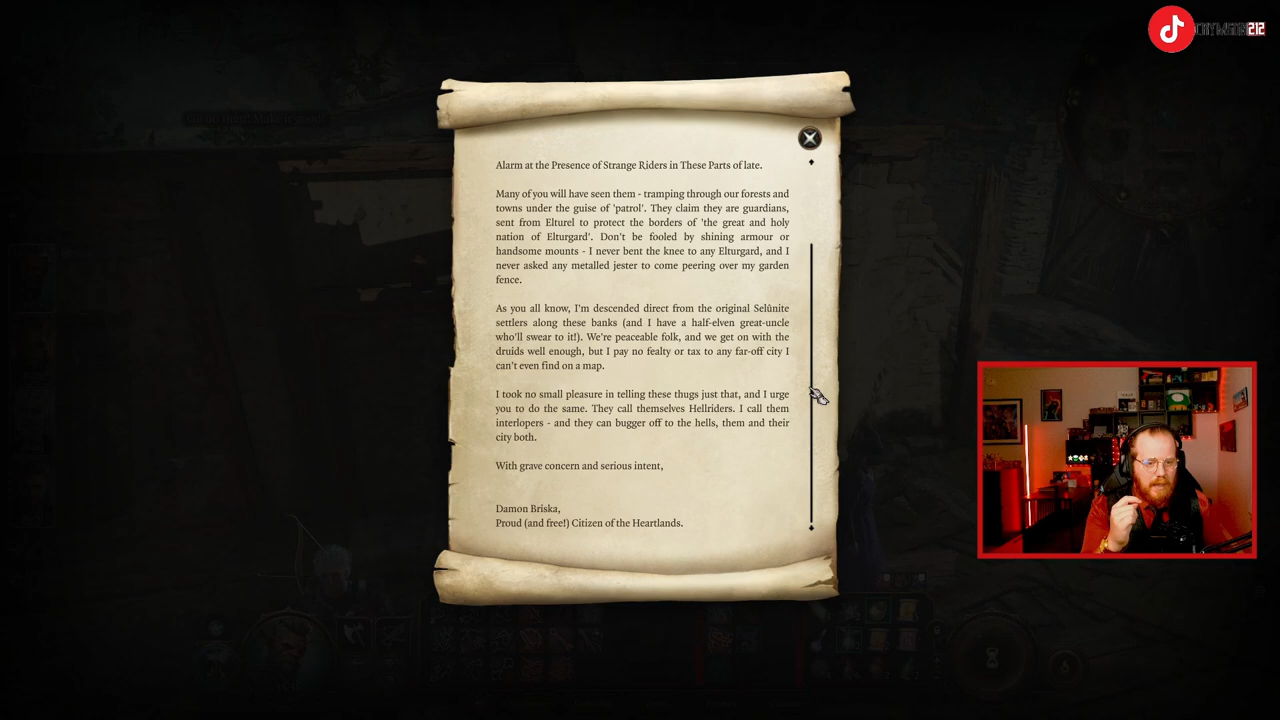 Alarm at the Presence of Strange Riders in These Parts of late.
Many of you will have seen them - tramping through our forests and
towns under the guise of 'patrol'. They claim they are guardians,
sent from Elturel to protect the borders of 'the great and holy
nation of Elturgard'. Don't be fooled by shining armour or
handsome mounts - I never bent the knee to any Elturgard, and I
never asked any metalled jester to come peering over my garden
fence.
As you all know, I'm descended direct from the original Selûnite
settlers along these banks (and I have a half-elven great-uncle
who'll swear to it!). We're peaceable folk, and we get on with the
druids well enough, but I pay no fealty or tax to any far-off city I
can't even find on a map.
I took no small pleasure in telling these thugs just that, and I urge
you to do the same. They call themselves Hellriders. I call them
interlopers - and they can bugger off to the hells, them and their
city both.
With grave concern and serious intent,
Damon Briska,
Proud (and free!) Citizen of the Heartlands.